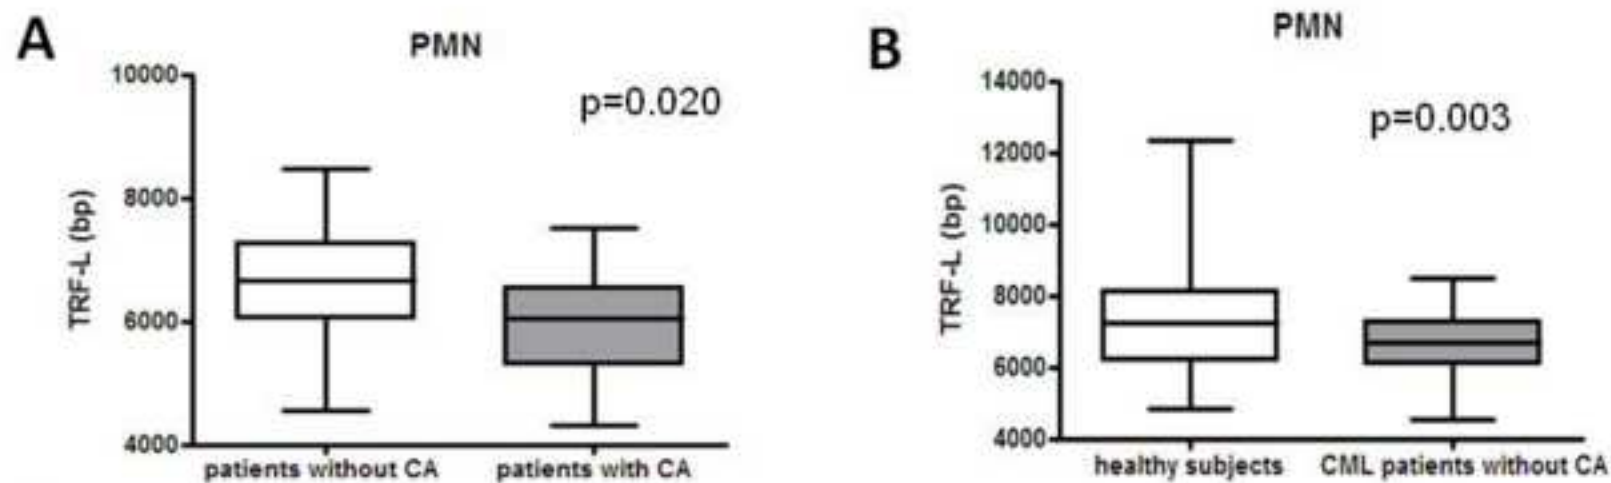 A
PMN
p=0.020
TRF-L (bp)
10000
8000
6000
4000
patients without CA
patients with CA
B
PMN
p=0.003
TRF-L (bp)
14000
12000
10000
8000
6000
4000
healthy subjects
CML patients without CA